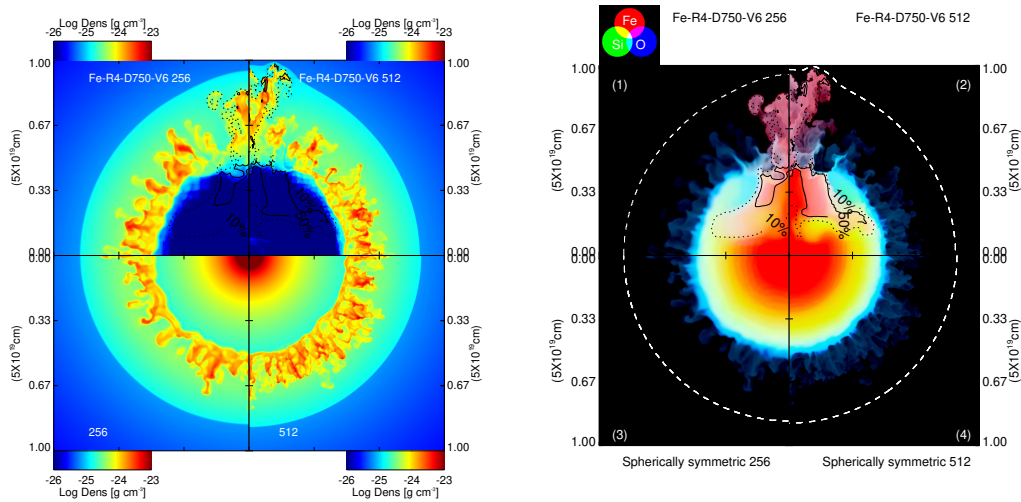 Log Dens [g cm⁻³]
Log Dens [g cm⁻³]
-26 -25 -24 -23
-26 -25 -24 -23
Fe-R4-D750-V6 256
Fe-R4-D750-V6 512
1.00
0.67
0.33
0.00
0.00
0.33
0.67
1.00
(5X10¹⁹cm)
(5X10¹⁹cm)
1.00
0.67
0.33
0.00
0.00
0.33
0.67
1.00
(5X10¹⁹cm)
(5X10¹⁹cm)
10%
10%
50%
256
512
-26 -25 -24 -23
-26 -25 -24 -23
Log Dens [g cm⁻³]
Log Dens [g cm⁻³]
Fe
Si O
Fe-R4-D750-V6 256
Fe-R4-D750-V6 512
(1)
(2)
1.00
0.67
0.33
0.00
0.00
0.33
0.67
1.00
(5X10¹⁹cm)
(5X10¹⁹cm)
1.00
0.67
0.33
0.00
0.00
0.33
0.67
1.00
(5X10¹⁹cm)
(5X10¹⁹cm)
10%
10%
50%
(3)
(4)
Spherically symmetric 256
Spherically symmetric 512